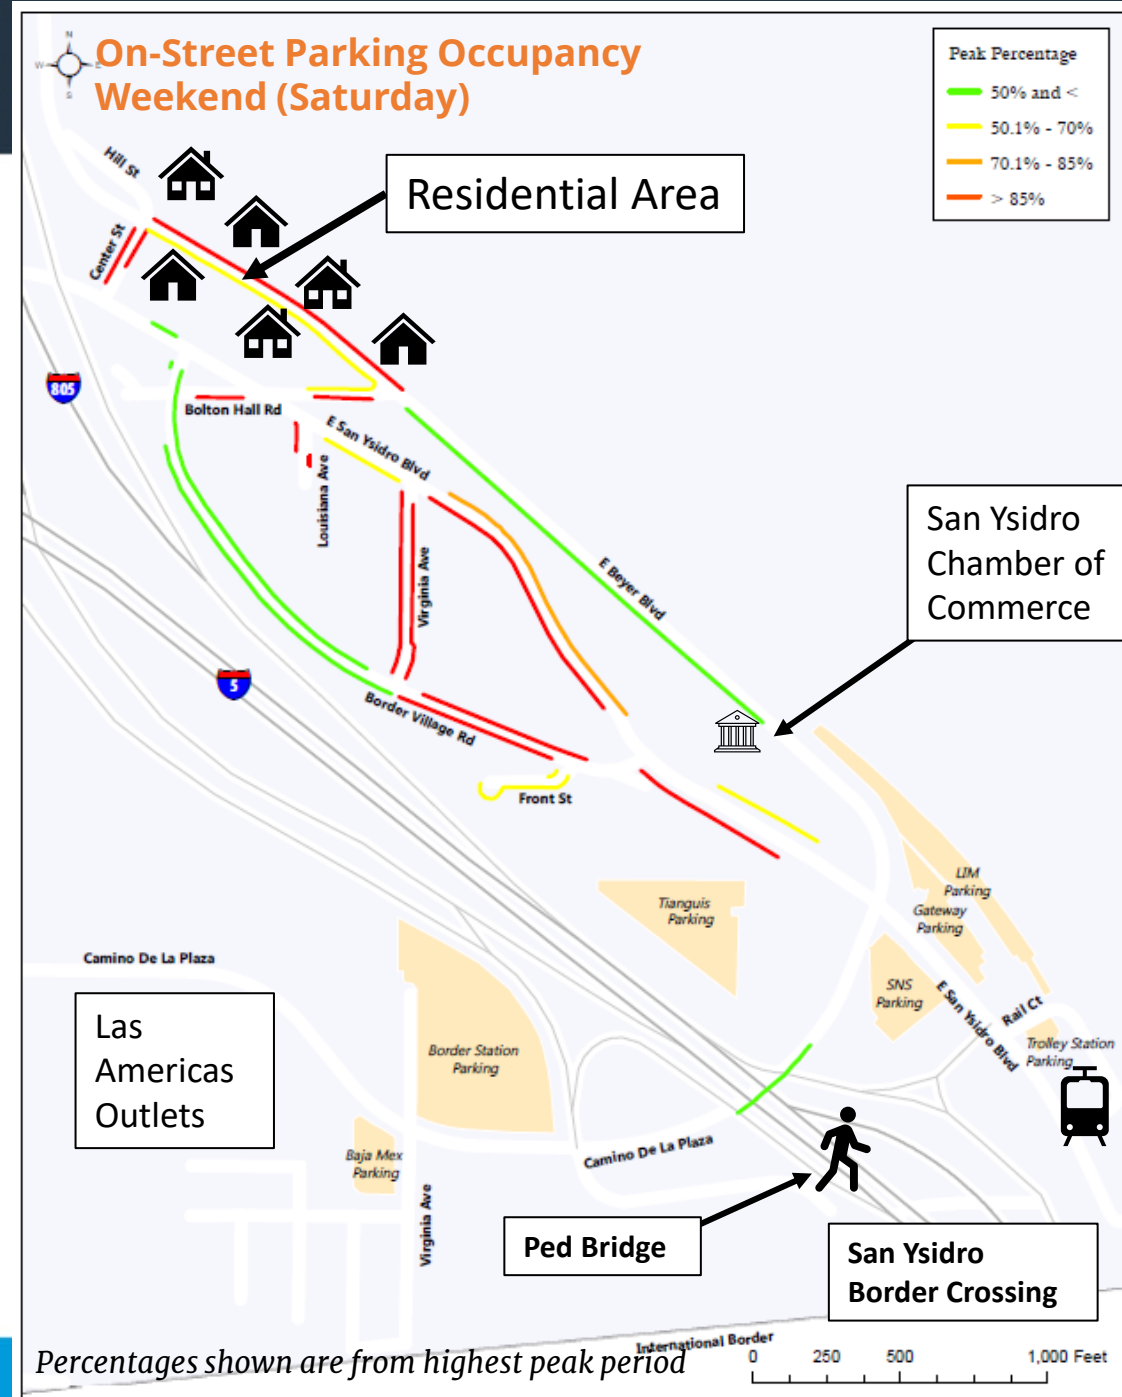 N
W
E
S
On-Street Parking Occupancy
Weekend (Saturday)
Peak Percentage
50% and <
50.1% - 70%
70.1% - 85%
> 85%
Hill St
Residential Area
Center St
805
Bolton Hall Rd
E San Ysidro Blvd
Louisiana Ave
Virginia Ave
E Beyer Blvd
San Ysidro
Chamber of
Commerce
5
Border Village Rd
Front St
LIM
Parking
Gateway
Parking
Tianguis
Parking
SNS
Parking
E San Ysidro Blvd
Rail Ct
Trolley Station
Parking
Camino De La Plaza
Las
Americas
Outlets
Border Station
Parking
Baja Mex
Parking
Camino De La Plaza
Virginia Ave
Ped Bridge
San Ysidro
Border Crossing
International Border
Percentages shown are from highest peak period
0 250 500 1,000 Feet